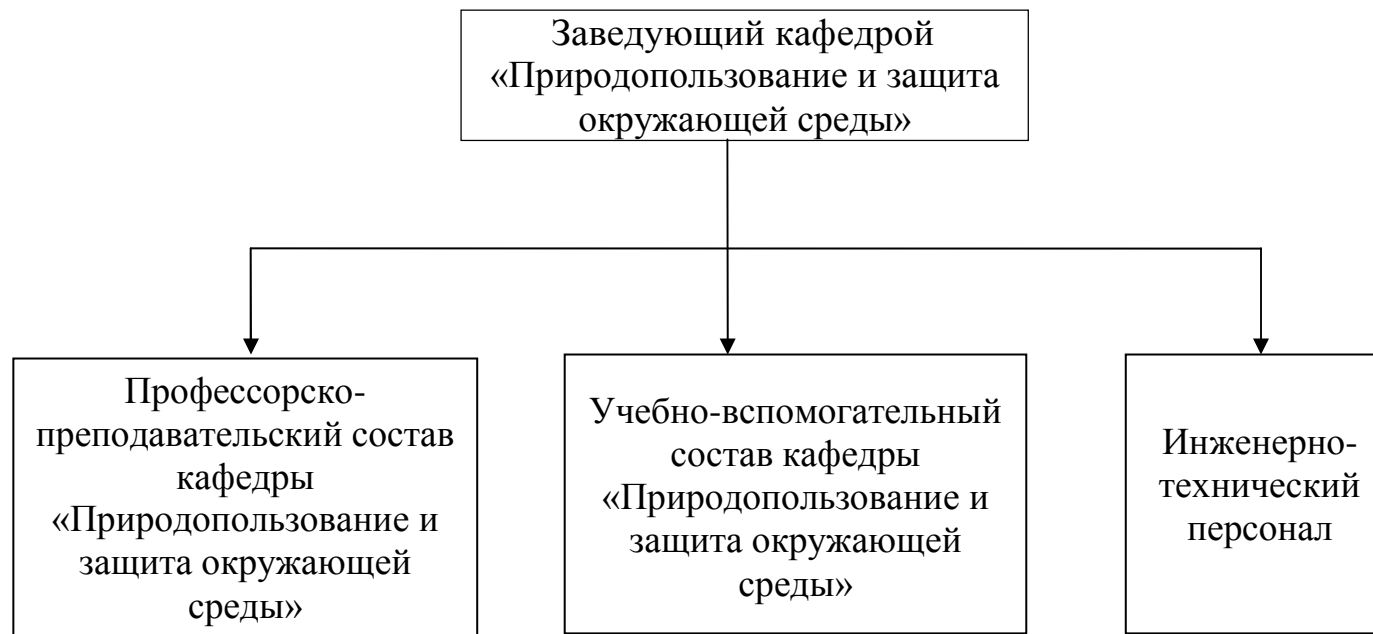 Заведующий кафедрой
«Природопользование и защита
окружающей среды»
Профессорско-
преподавательский состав
кафедры
«Природопользование и
защита окружающей
среды»
Учебно-вспомогательный
состав кафедры
«Природопользование и
защита окружающей
среды»
Инженерно-
технический
персонал